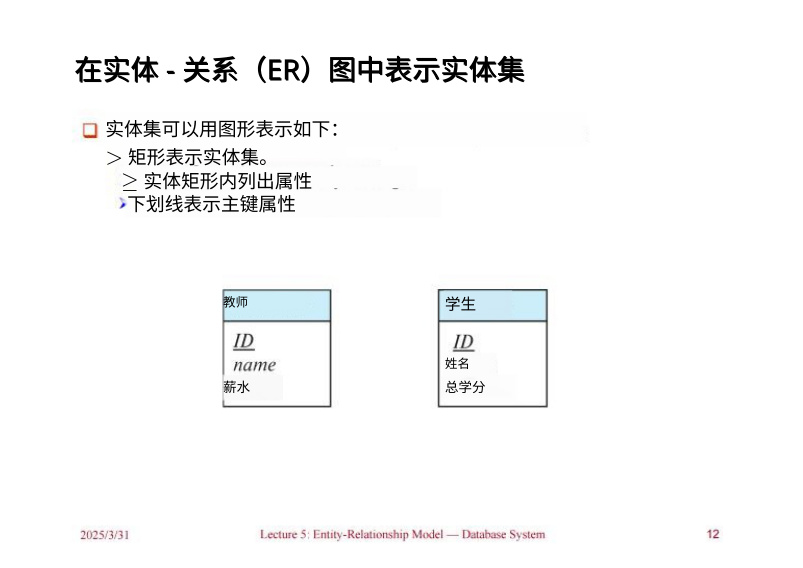 在实体 - 关系（ER）图中表示实体集
实体集可以用图形表示如下：
> 矩形表示实体集。
≥ 实体矩形内列出属性
下划线表示主键属性
教师
ID
name
薪水
学生
ID
姓名
总学分
2025/3/31
Lecture 5: Entity-Relationship Model — Database System
12